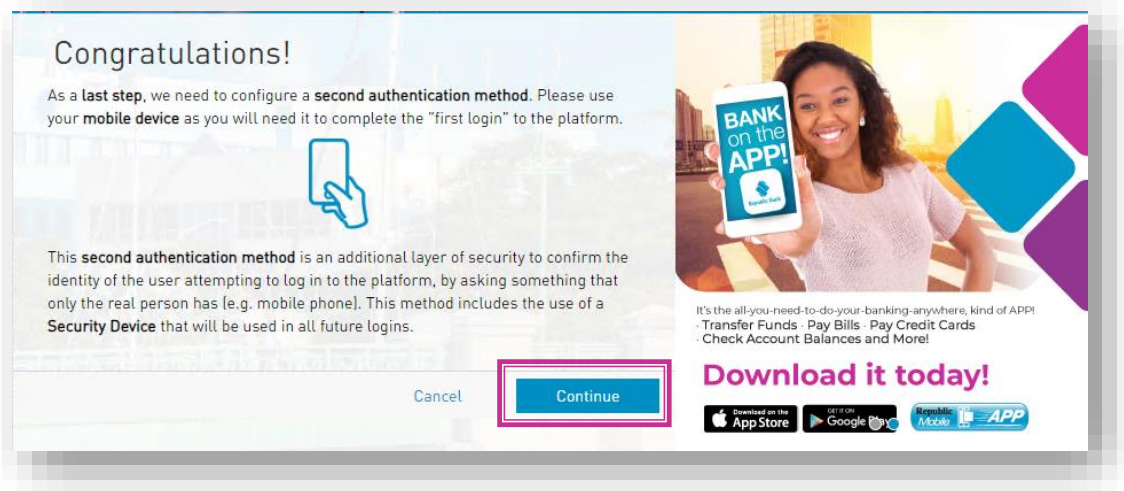 Congratulations!
As a last step, we need to configure a second authentication method. Please use
your mobile device as you will need it to complete the "first login" to the platform.
This second authentication method is an additional layer of security to confirm the
identity of the user attempting to log in to the platform, by asking something that
only the real person has (e.g. mobile phone). This method includes the use of a
Security Device that will be used in all future logins.
Cancel
Continue
BANK
on the
APP!
Republic Bank
It's the all-you-need-to-do-your-banking-anywhere, kind of APP!
· Transfer Funds · Pay Bills · Pay Credit Cards
· Check Account Balances and More!
Download it today!
Download on the
App Store
GET IT ON
Google Play
Republic
Mobile
APP